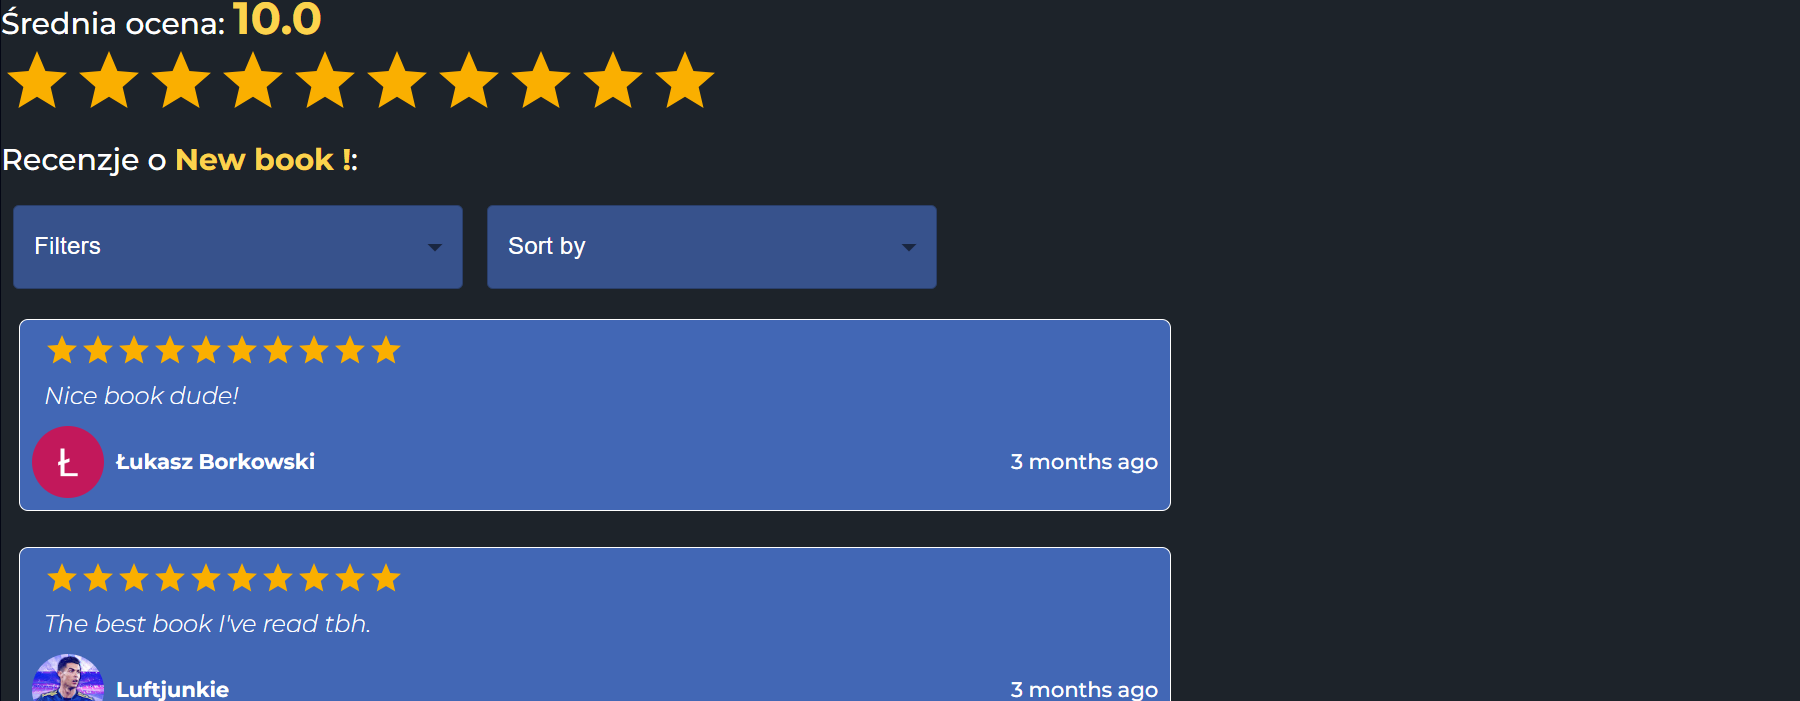 Średnia ocena: 10.0
Recenzje o New book !:
Filters
Sort by
Nice book dude!
Ł
Łukasz Borkowski
3 months ago
The best book I've read tbh.
Luftjunkie
3 months ago